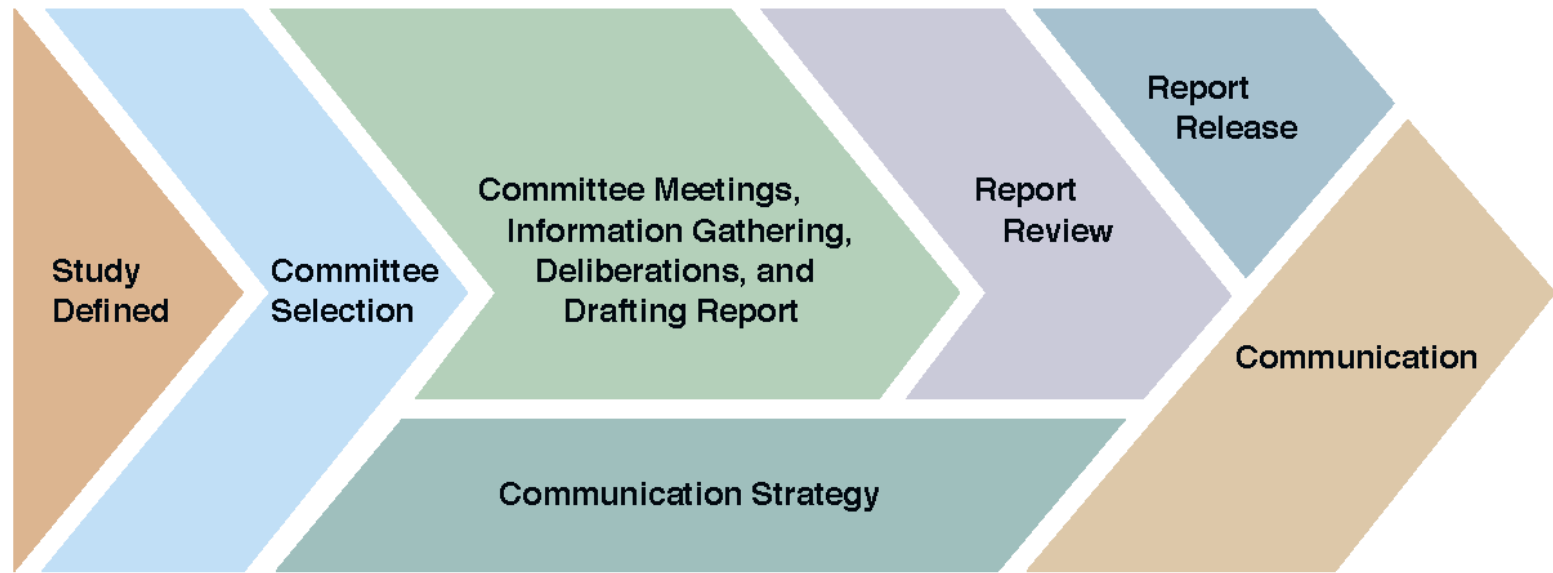 Study
Defined
Committee
Selection
Committee Meetings,
Information Gathering,
Deliberations, and
Drafting Report
Report
Review
Report
Release
Communication
Communication Strategy